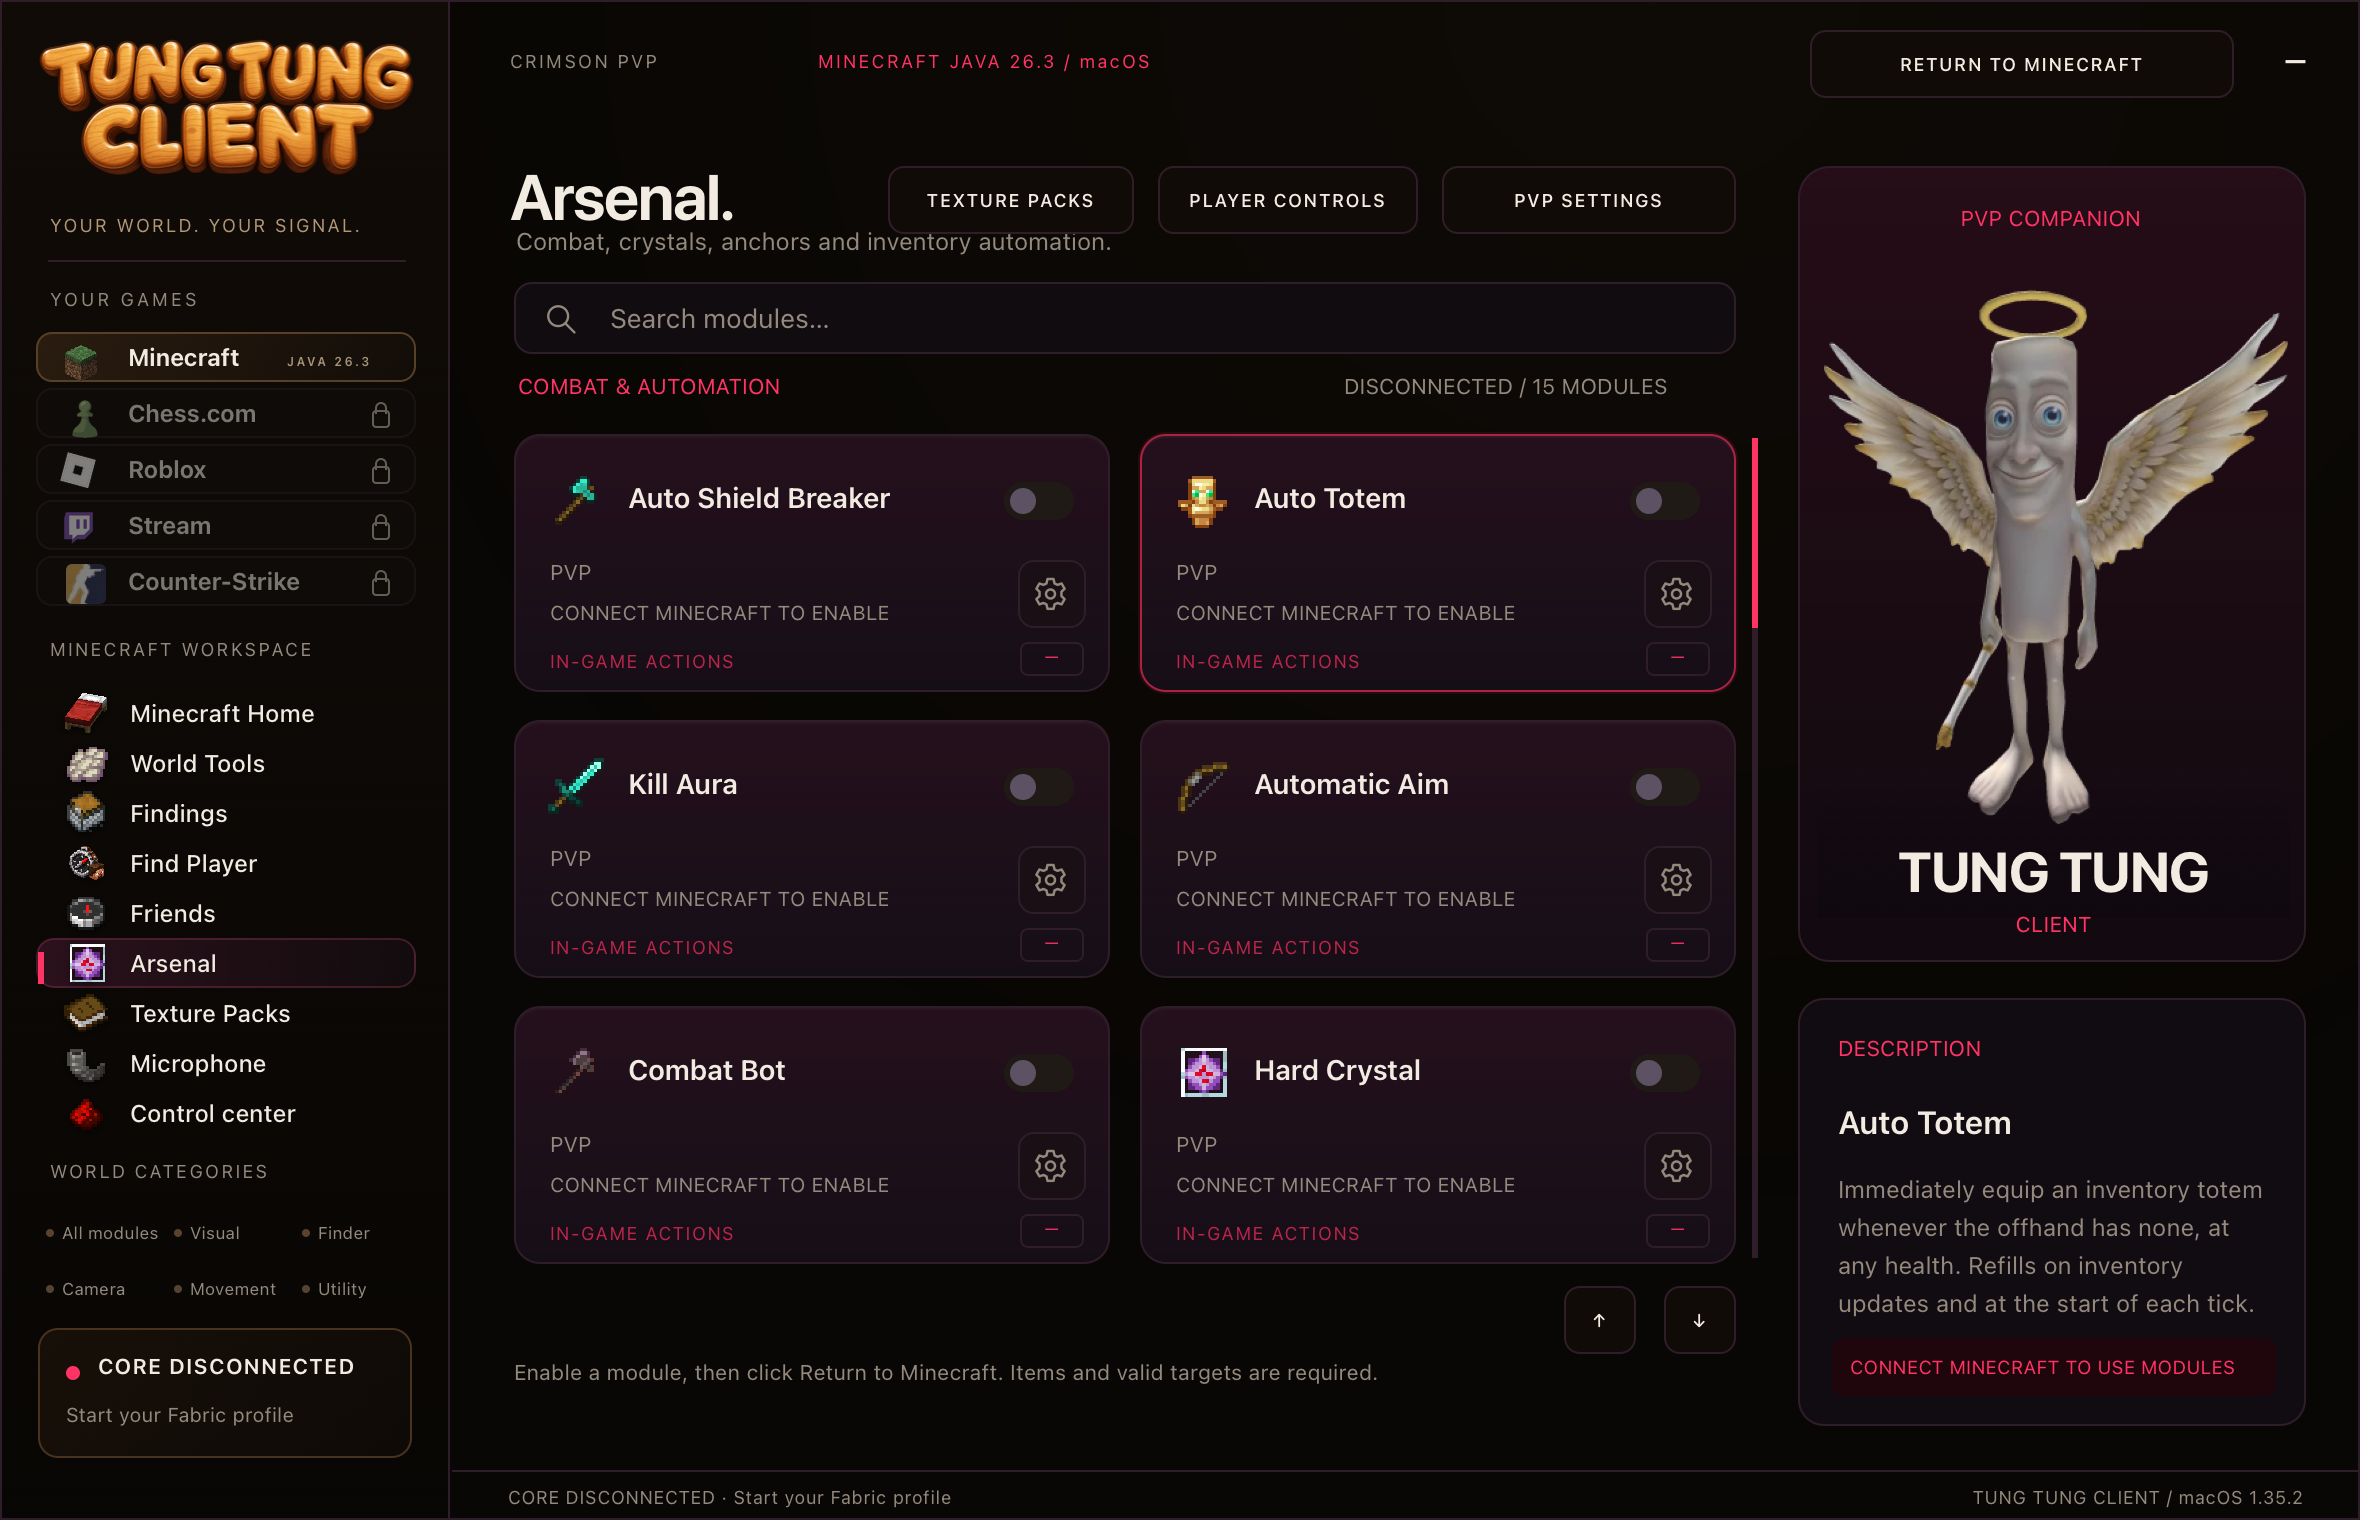 TUNG TUNG
CLIENT
YOUR WORLD. YOUR SIGNAL.
YOUR GAMES
Minecraft JAVA 26.3
Chess.com
Roblox
Stream
Counter-Strike
MINECRAFT WORKSPACE
Minecraft Home
World Tools
Findings
Find Player
Friends
Arsenal
Texture Packs
Microphone
Control center
WORLD CATEGORIES
All modules Visual Finder
Camera Movement Utility
CORE DISCONNECTED
Start your Fabric profile
CRIMSON PVP MINECRAFT JAVA 26.3 / macOS RETURN TO MINECRAFT
Arsenal. TEXTURE PACKS PLAYER CONTROLS PVP SETTINGS
Combat, crystals, anchors and inventory automation.
Search modules...
COMBAT & AUTOMATION DISCONNECTED / 15 MODULES
Auto Shield Breaker
PVP
CONNECT MINECRAFT TO ENABLE
IN-GAME ACTIONS
Auto Totem
PVP
CONNECT MINECRAFT TO ENABLE
IN-GAME ACTIONS
Kill Aura
PVP
CONNECT MINECRAFT TO ENABLE
IN-GAME ACTIONS
Automatic Aim
PVP
CONNECT MINECRAFT TO ENABLE
IN-GAME ACTIONS
Combat Bot
PVP
CONNECT MINECRAFT TO ENABLE
IN-GAME ACTIONS
Hard Crystal
PVP
CONNECT MINECRAFT TO ENABLE
IN-GAME ACTIONS
Enable a module, then click Return to Minecraft. Items and valid targets are required.
PVP COMPANION
TUNG TUNG
CLIENT
DESCRIPTION
Auto Totem
Immediately equip an inventory totem
whenever the offhand has none, at
any health. Refills on inventory
updates and at the start of each tick.
CONNECT MINECRAFT TO USE MODULES
CORE DISCONNECTED · Start your Fabric profile TUNG TUNG CLIENT / macOS 1.35.2